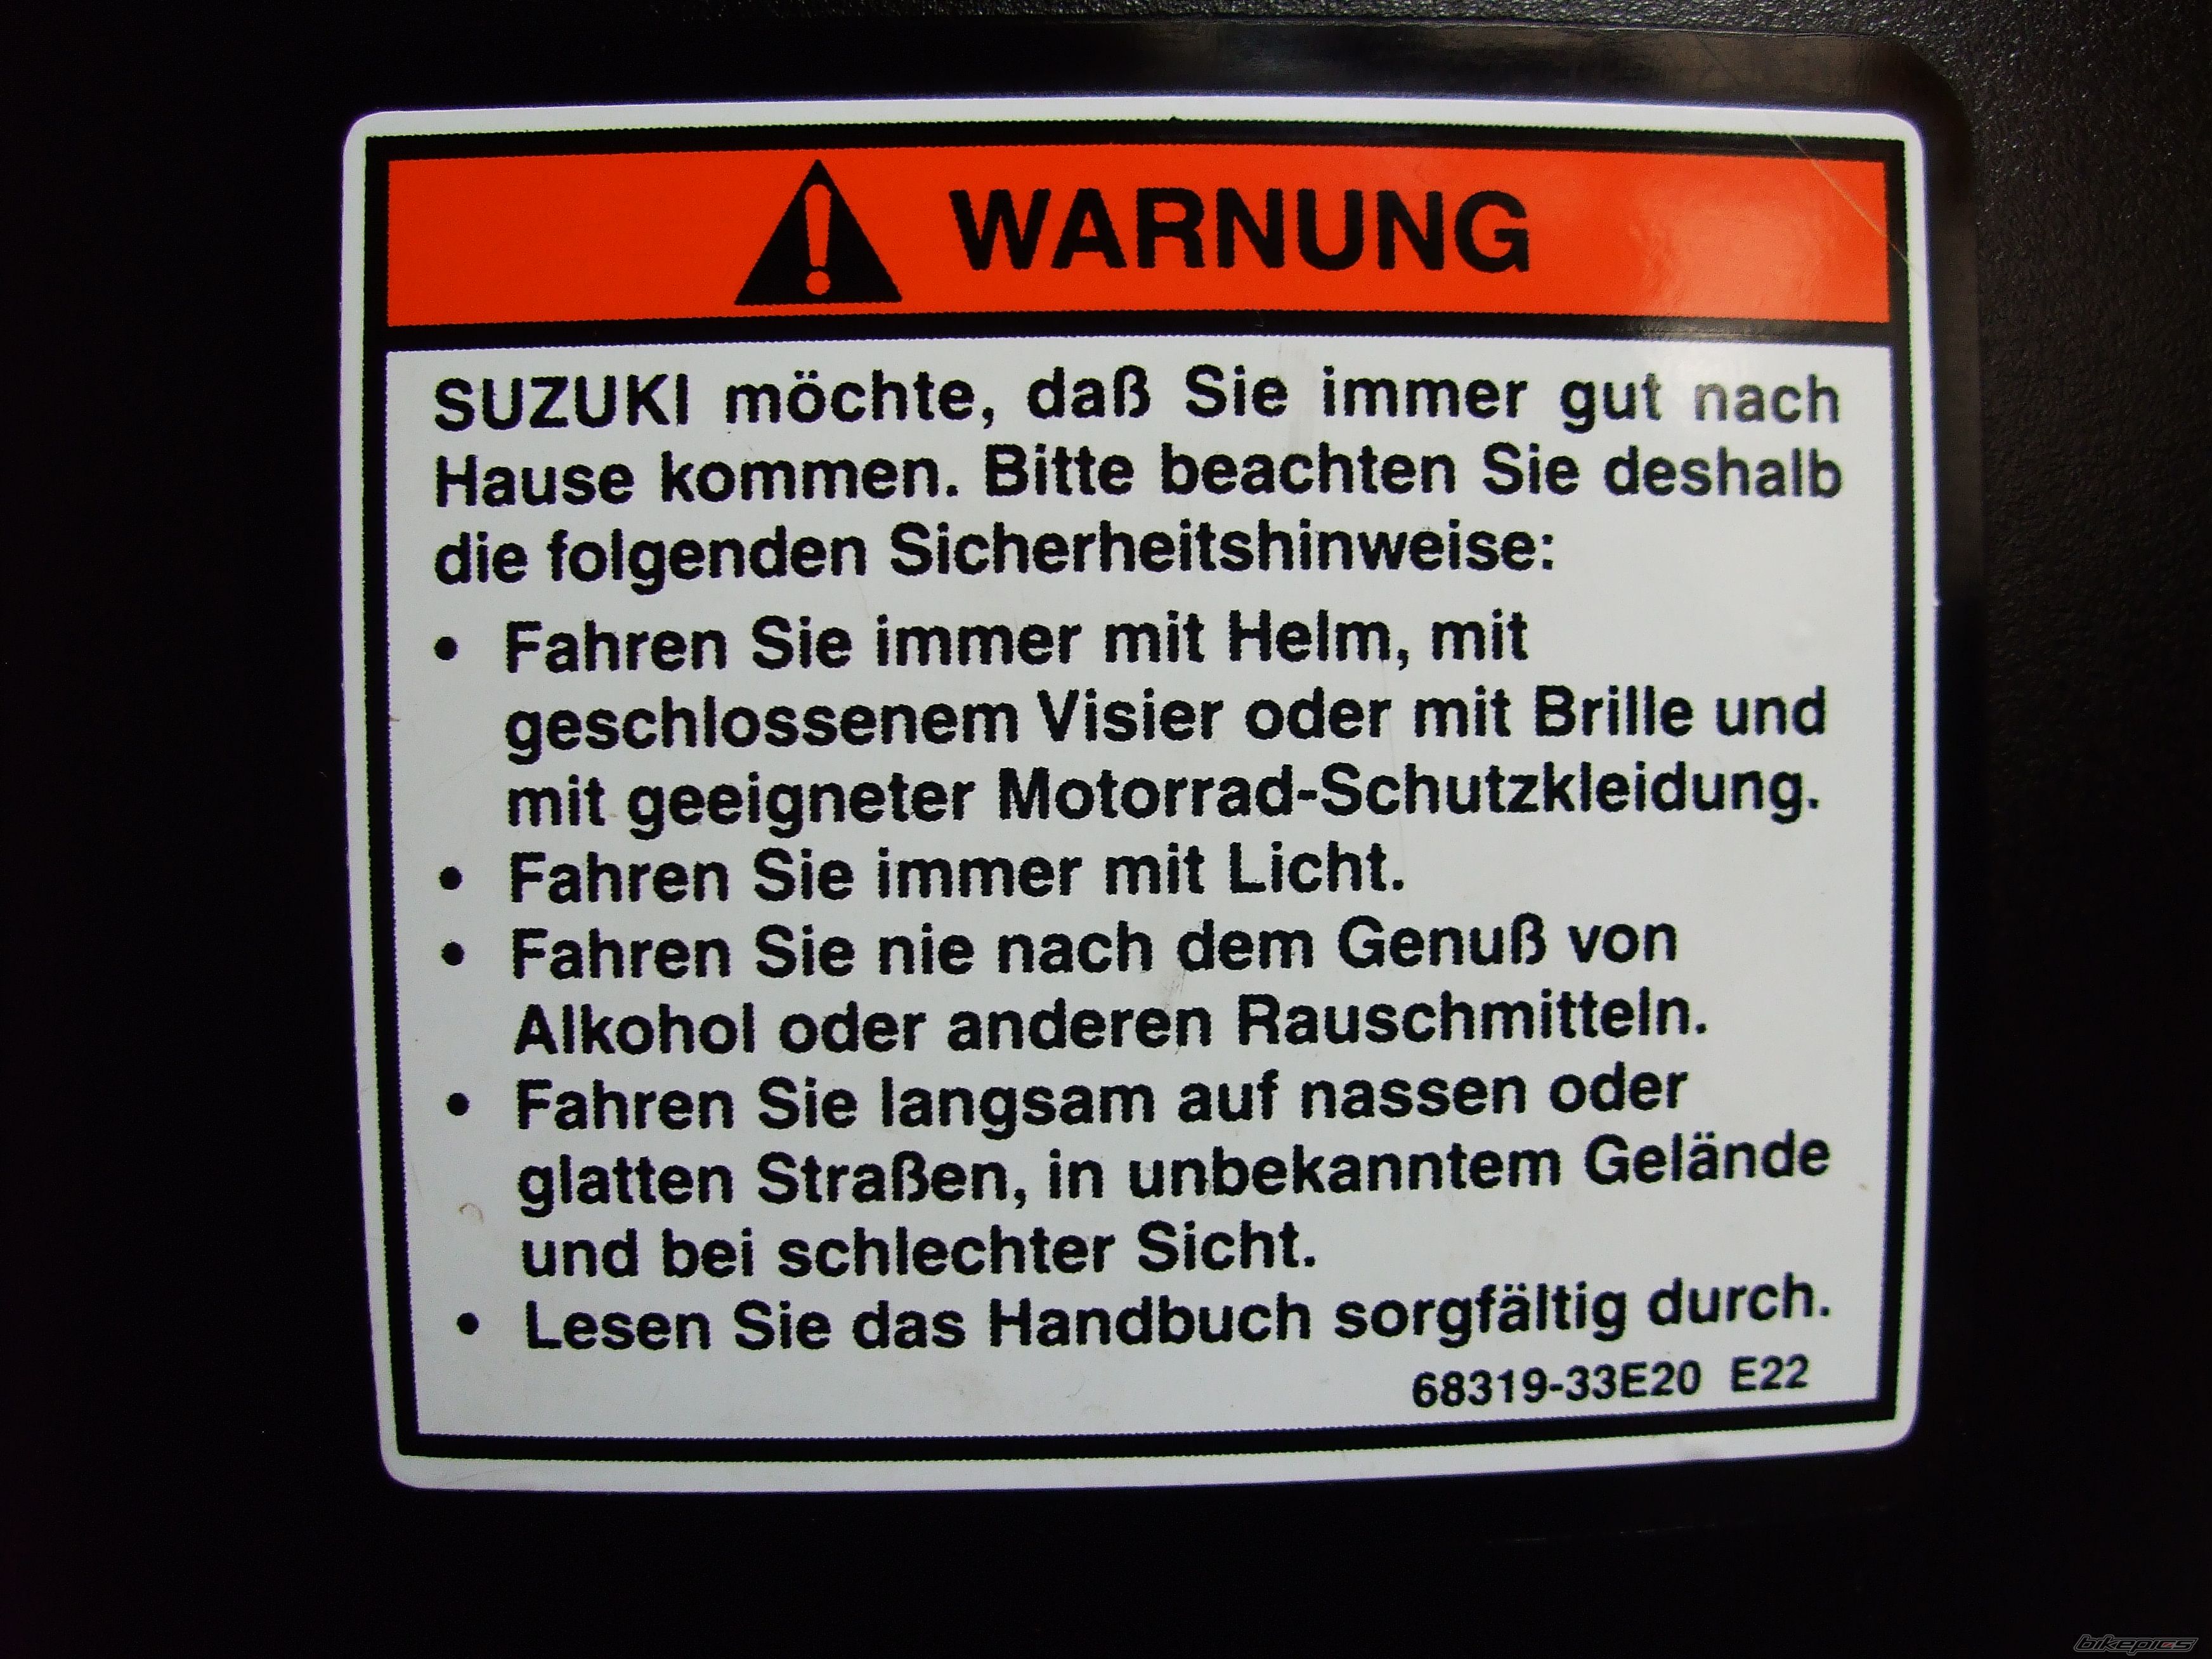 WARNUNG
SUZUKI möchte, daß Sie immer gut nach
Hause kommen. Bitte beachten Sie deshalb
die folgenden Sicherheitshinweise:
• Fahren Sie immer mit Helm, mit
geschlossenem Visier oder mit Brille und
mit geeigneter Motorrad-Schutzkleidung.
• Fahren Sie immer mit Licht.
• Fahren Sie nie nach dem Genuß von
Alkohol oder anderen Rauschmitteln.
• Fahren Sie langsam auf nassen oder
glatten Straßen, in unbekanntem Gelände
und bei schlechter Sicht.
• Lesen Sie das Handbuch sorgfältig durch.
68319-33E20 E22
bikepics